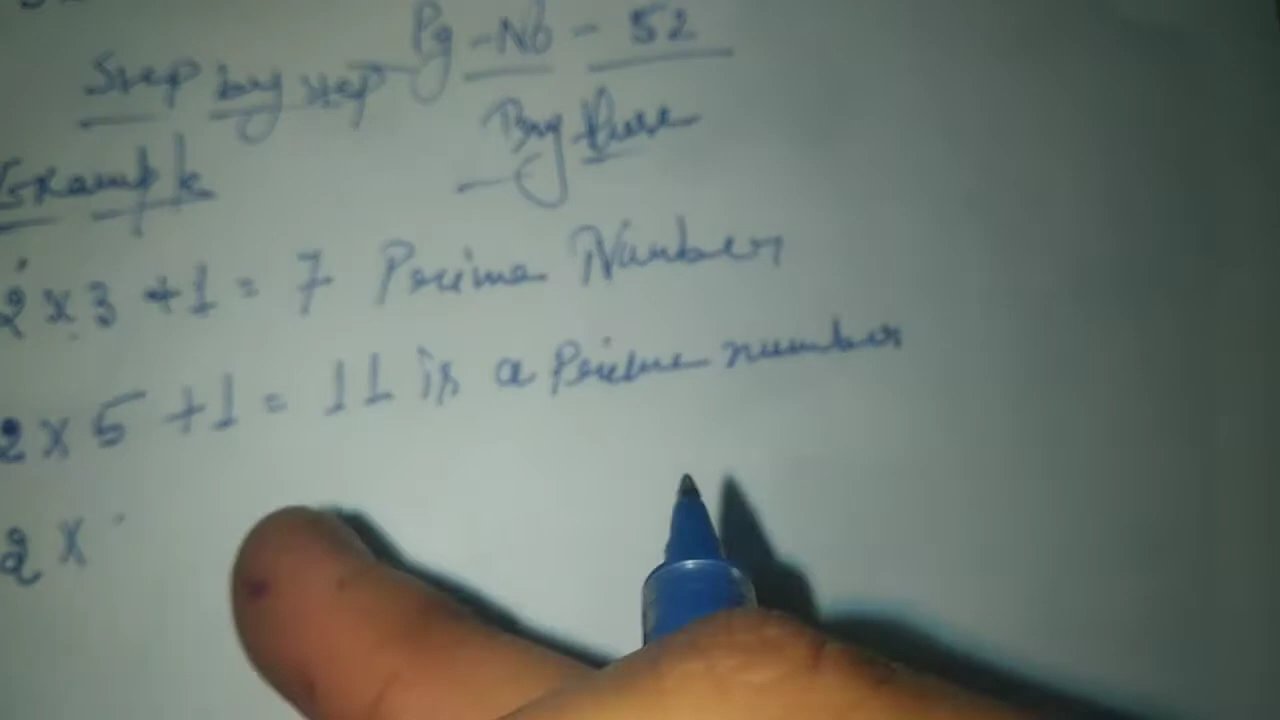 Pg - No - 52
Step by step
By
Example
2 x 3 + 1 = 7 Prime Number
2 x 5 + 1 = 11 is a Prime number
2 x